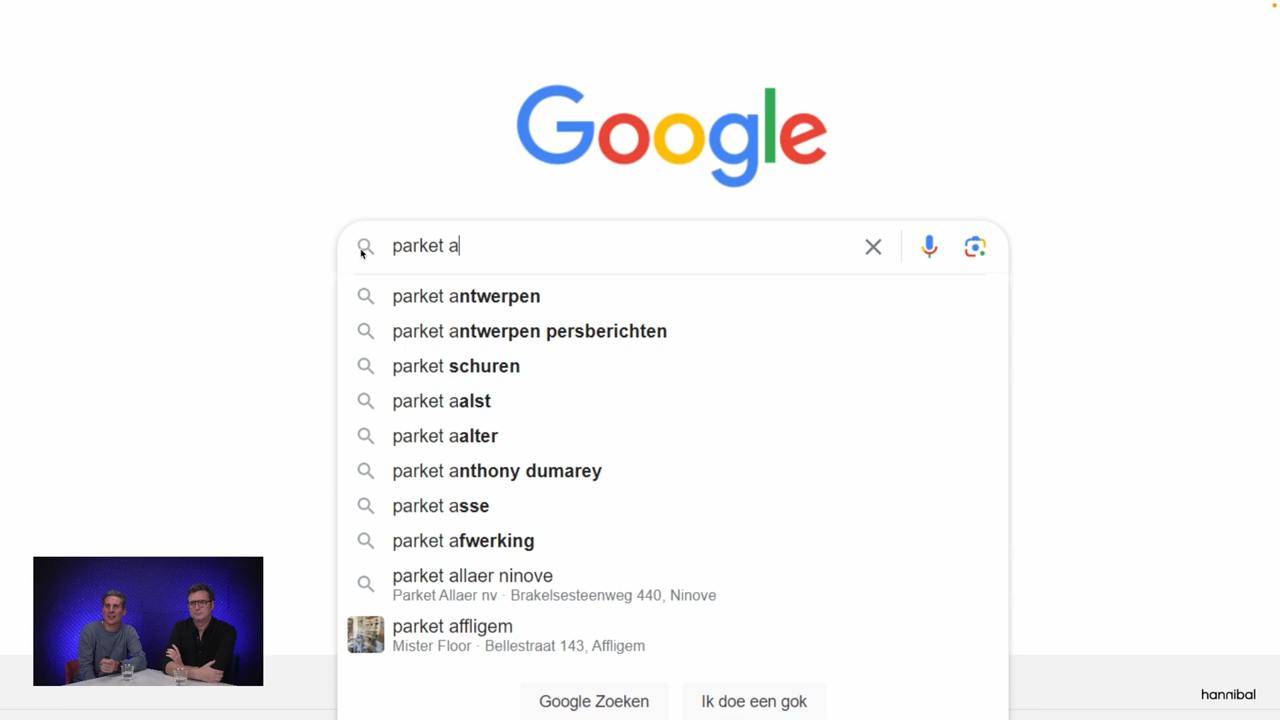 Google
parket a
parket antwerpen
parket antwerpen persberichten
parket schuren
parket aalst
parket aalter
parket anthony dumarey
parket asse
parket afwerking
parket allaer ninove
Parket Allaer nv · Brakelsesteenweg 440, Ninove
parket affligem
Mister Floor · Bellestraat 143, Affligem
Google Zoeken
Ik doe een gok
hannibal